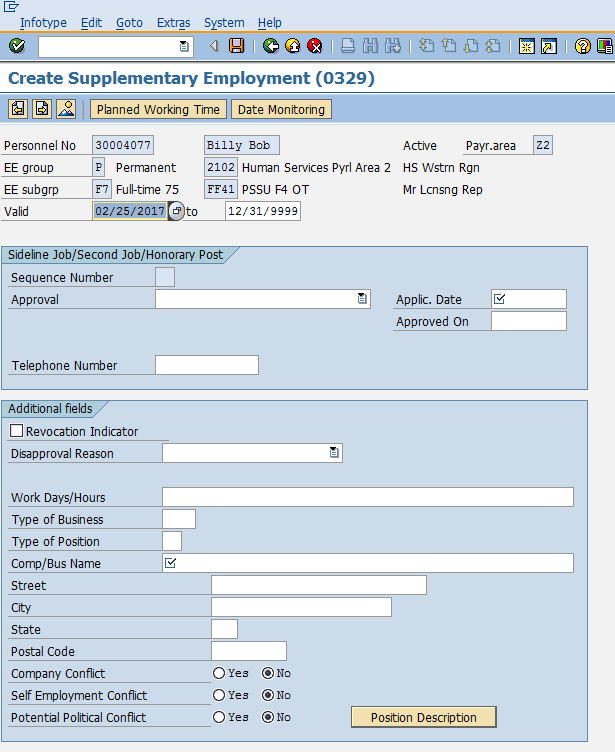 Infotype Edit Goto Extras System Help
Create Supplementary Employment (0329)
Planned Working Time Date Monitoring
Personnel No 30004077 Billy Bob Active Payr.area Z2
EE group P Permanent 2102 Human Services Pyrl Area 2 HS Wstrn Rgn
EE subgrp F7 Full-time 75 FF41 PSSU F4 OT Mr Lcnsng Rep
Valid 02/25/2017 to 12/31/9999
Sideline Job/Second Job/Honorary Post
Sequence Number
Approval Applic. Date
Approved On
Telephone Number
Additional fields
Revocation Indicator
Disapproval Reason
Work Days/Hours
Type of Business
Type of Position
Comp/Bus Name
Street
City
State
Postal Code
Company Conflict Yes No
Self Employment Conflict Yes No
Potential Political Conflict Yes No Position Description